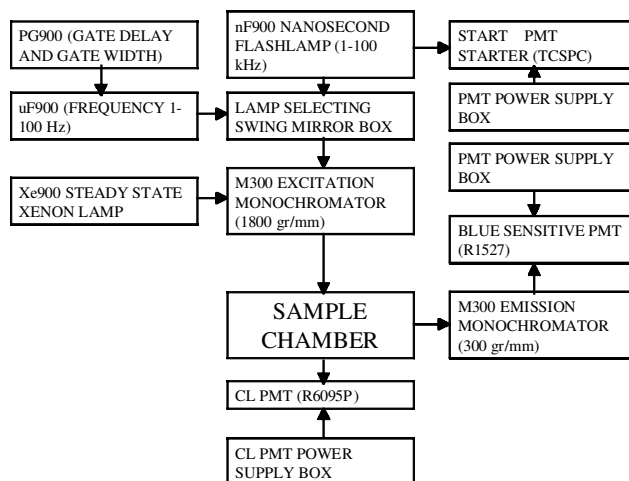 PG900 (GATE DELAY
AND GATE WIDTH)
nF900 NANOSECOND
FLASHLAMP (1-100
kHz)
START PMT
STARTER (TCSPC)
uF900 (FREQUENCY 1-
100 Hz)
LAMP SELECTING
SWING MIRROR BOX
PMT POWER SUPPLY
BOX
PMT POWER SUPPLY
BOX
Xe900 STEADY STATE
XENON LAMP
M300 EXCITATION
MONOCHROMATOR
(1800 gr/mm)
BLUE SENSITIVE PMT
(R1527)
SAMPLE
CHAMBER
M300 EMISSION
MONOCHROMATOR
(300 gr/mm)
CL PMT (R6095P)
CL PMT POWER
SUPPLY BOX